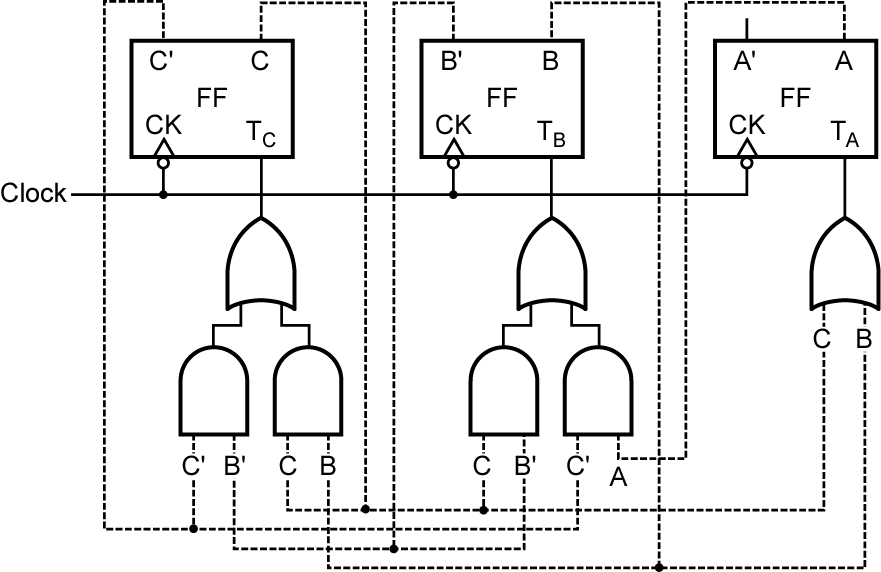 C' C B' B A' A
FF FF FF
CK T_C CK T_B CK T_A
Clock
C B
C' B' C B C B' C' A